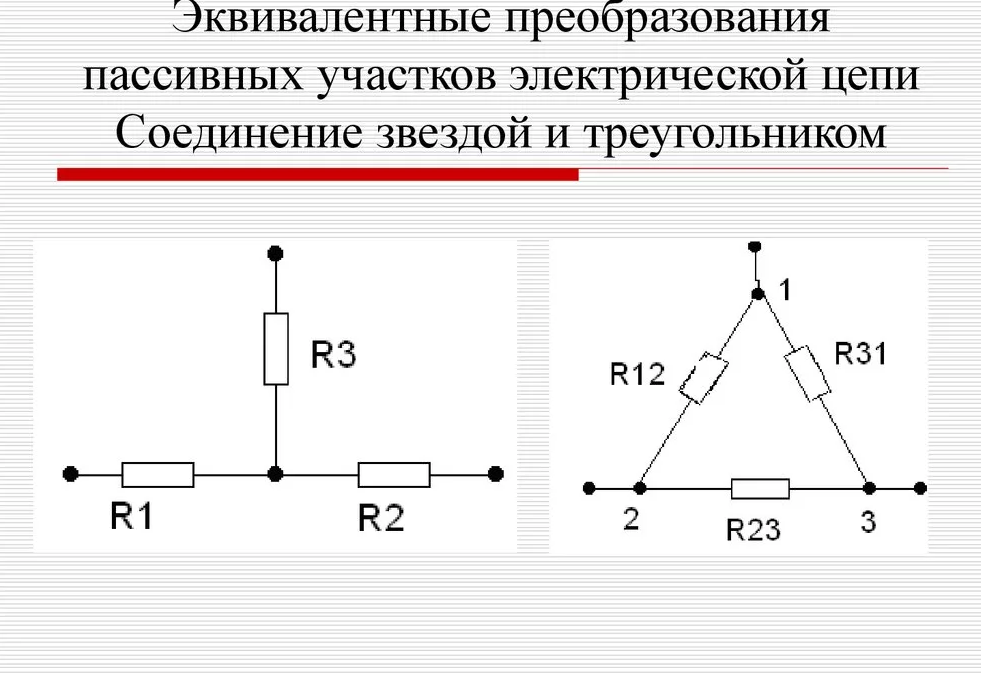 Эквивалентные преобразования
пассивных участков электрической цепи
Соединение звездой и треугольником
R3
R1
R2
1
R12
R31
2
R23
3